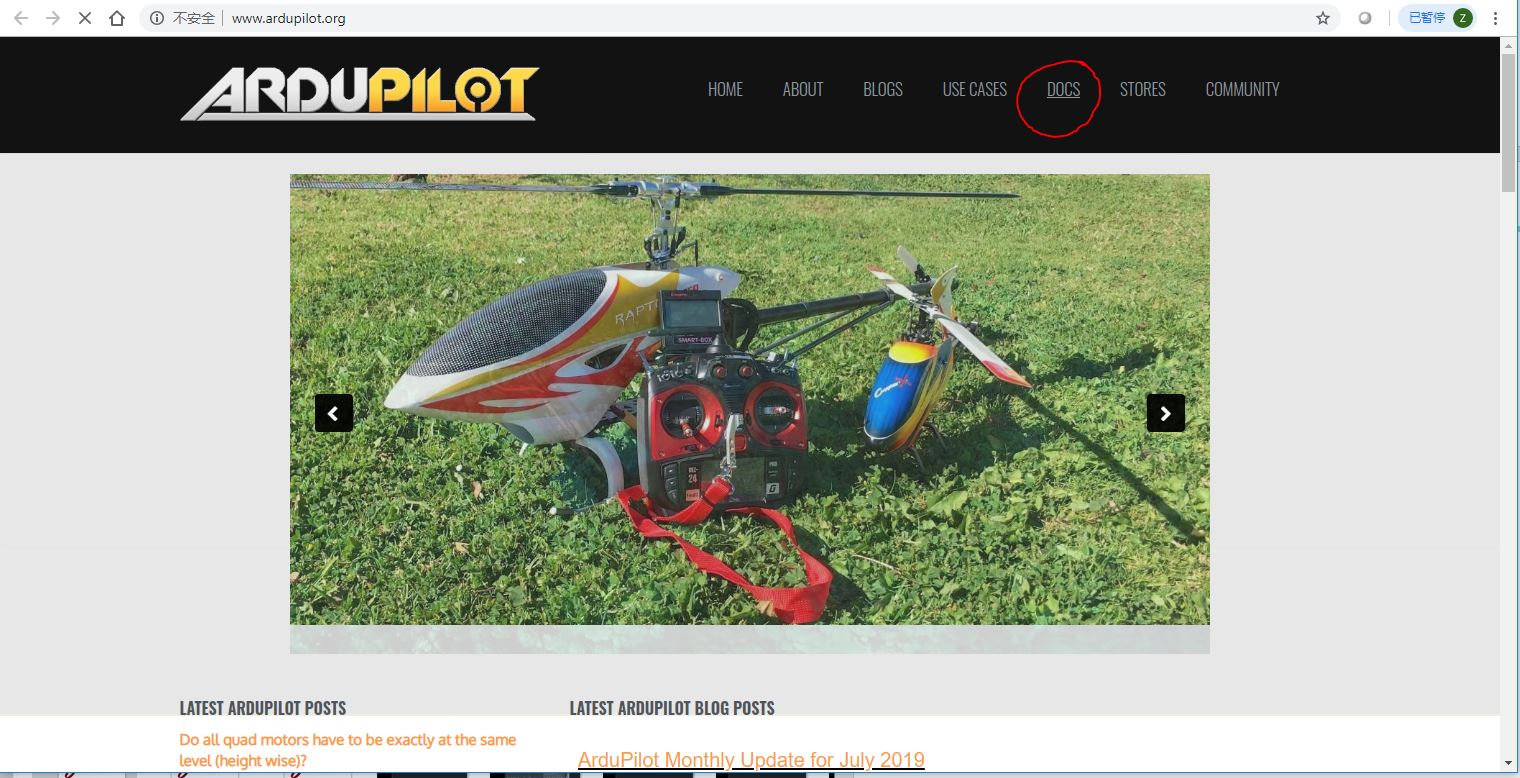 不安全 www.ardupilot.org
已暂停 Z
ARDUPILOT
HOME ABOUT BLOGS USE CASES DOCS STORES COMMUNITY
RAPT
SMART-BOX
24
LATEST ARDUPILOT POSTS
LATEST ARDUPILOT BLOG POSTS
Do all quad motors have to be exactly at the same
level (height wise)?
ArduPilot Monthly Update for July 2019